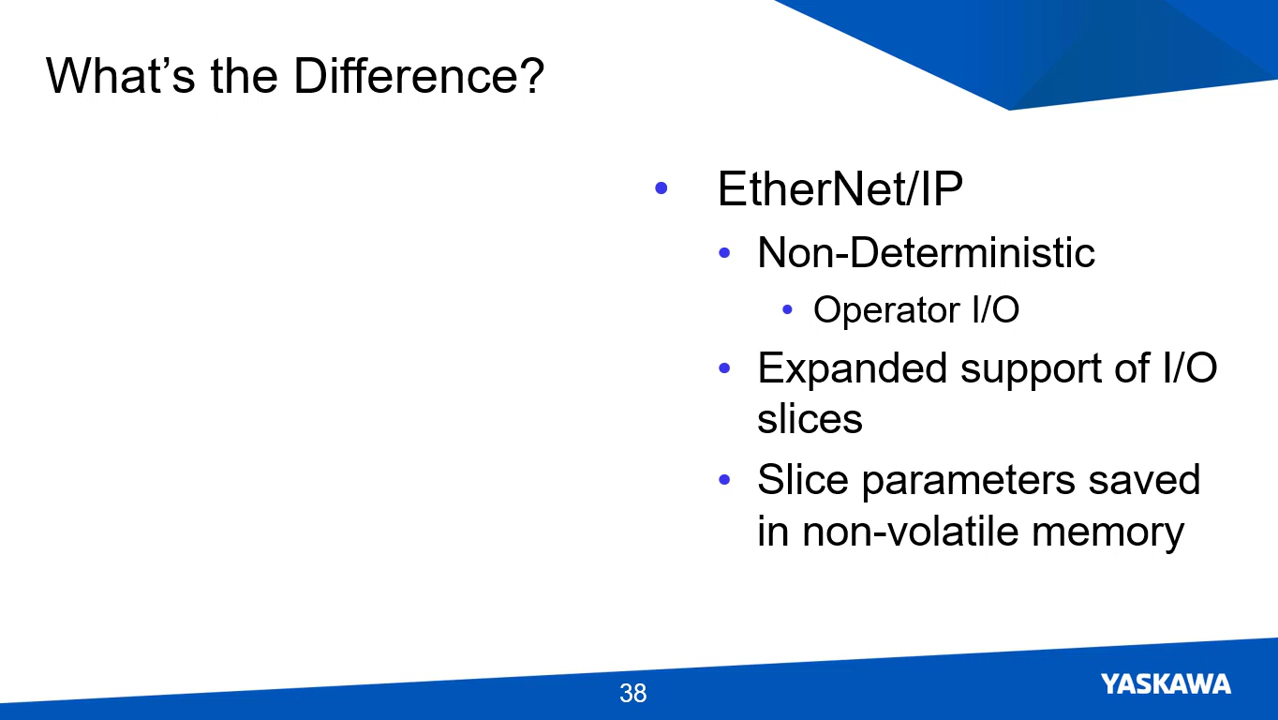 What’s the Difference?
• EtherNet/IP
• Non-Deterministic
• Operator I/O
• Expanded support of I/O
slices
• Slice parameters saved
in non-volatile memory
38
YASKAWA